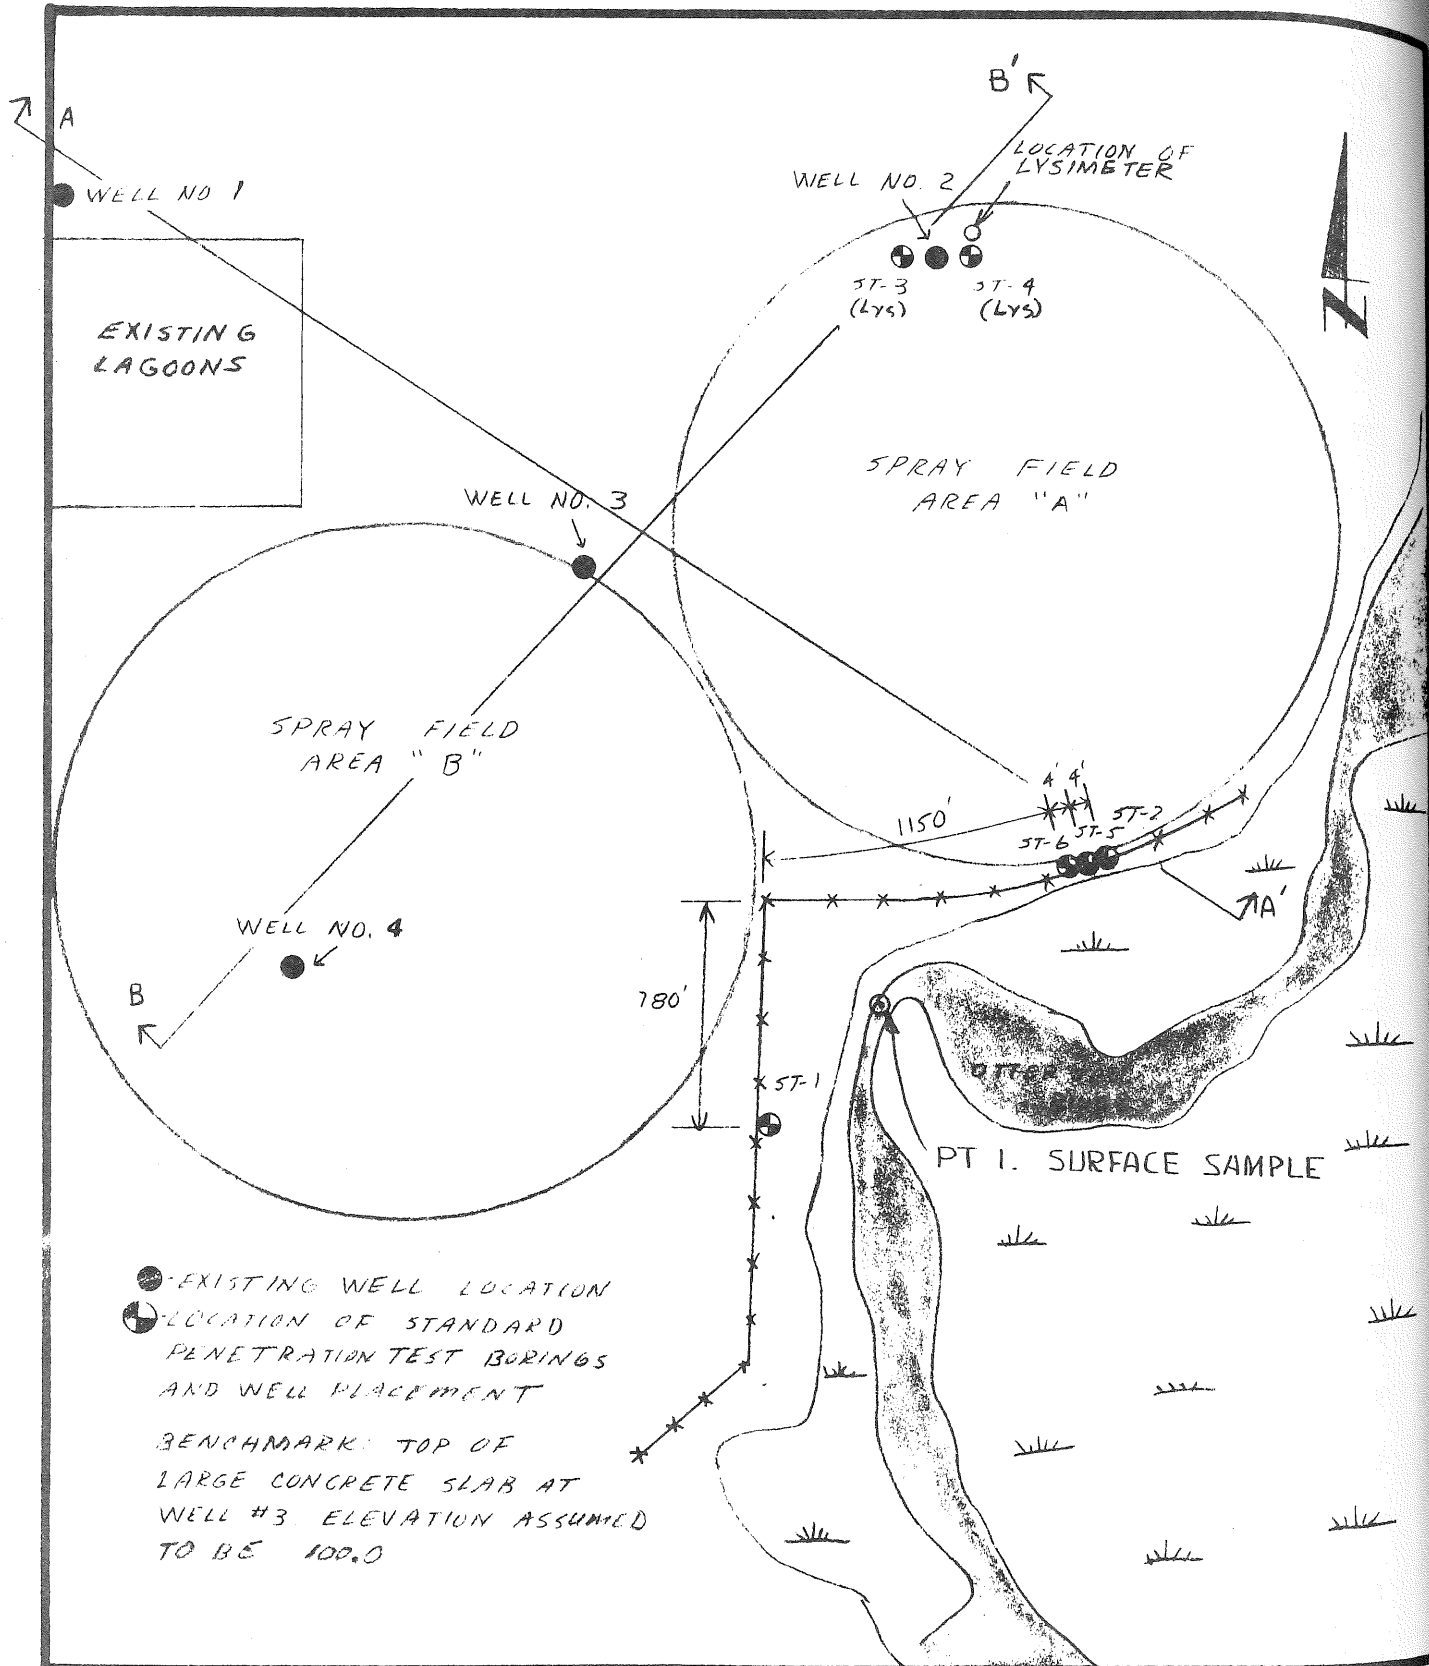 B'
A
LOCATION OF
LYSIMETER
WELL NO. 2
WELL NO 1
ST-3
(Lys)
ST-4
(Lys)
N
EXISTING
LAGOONS
SPRAY FIELD
AREA "A"
WELL NO. 3
SPRAY FIELD
AREA "B"
4' 4'
1150'
ST-2
ST-5
ST-6
A'
WELL NO. 4
B
780'
ST-1
PT 1. SURFACE SAMPLE
EXISTING WELL LOCATION
LOCATION OF STANDARD
PENETRATION TEST BORINGS
AND WELL PLACEMENT
BENCHMARK: TOP OF
LARGE CONCRETE SLAB AT
WELL #3 ELEVATION ASSUMED
TO BE 100.0